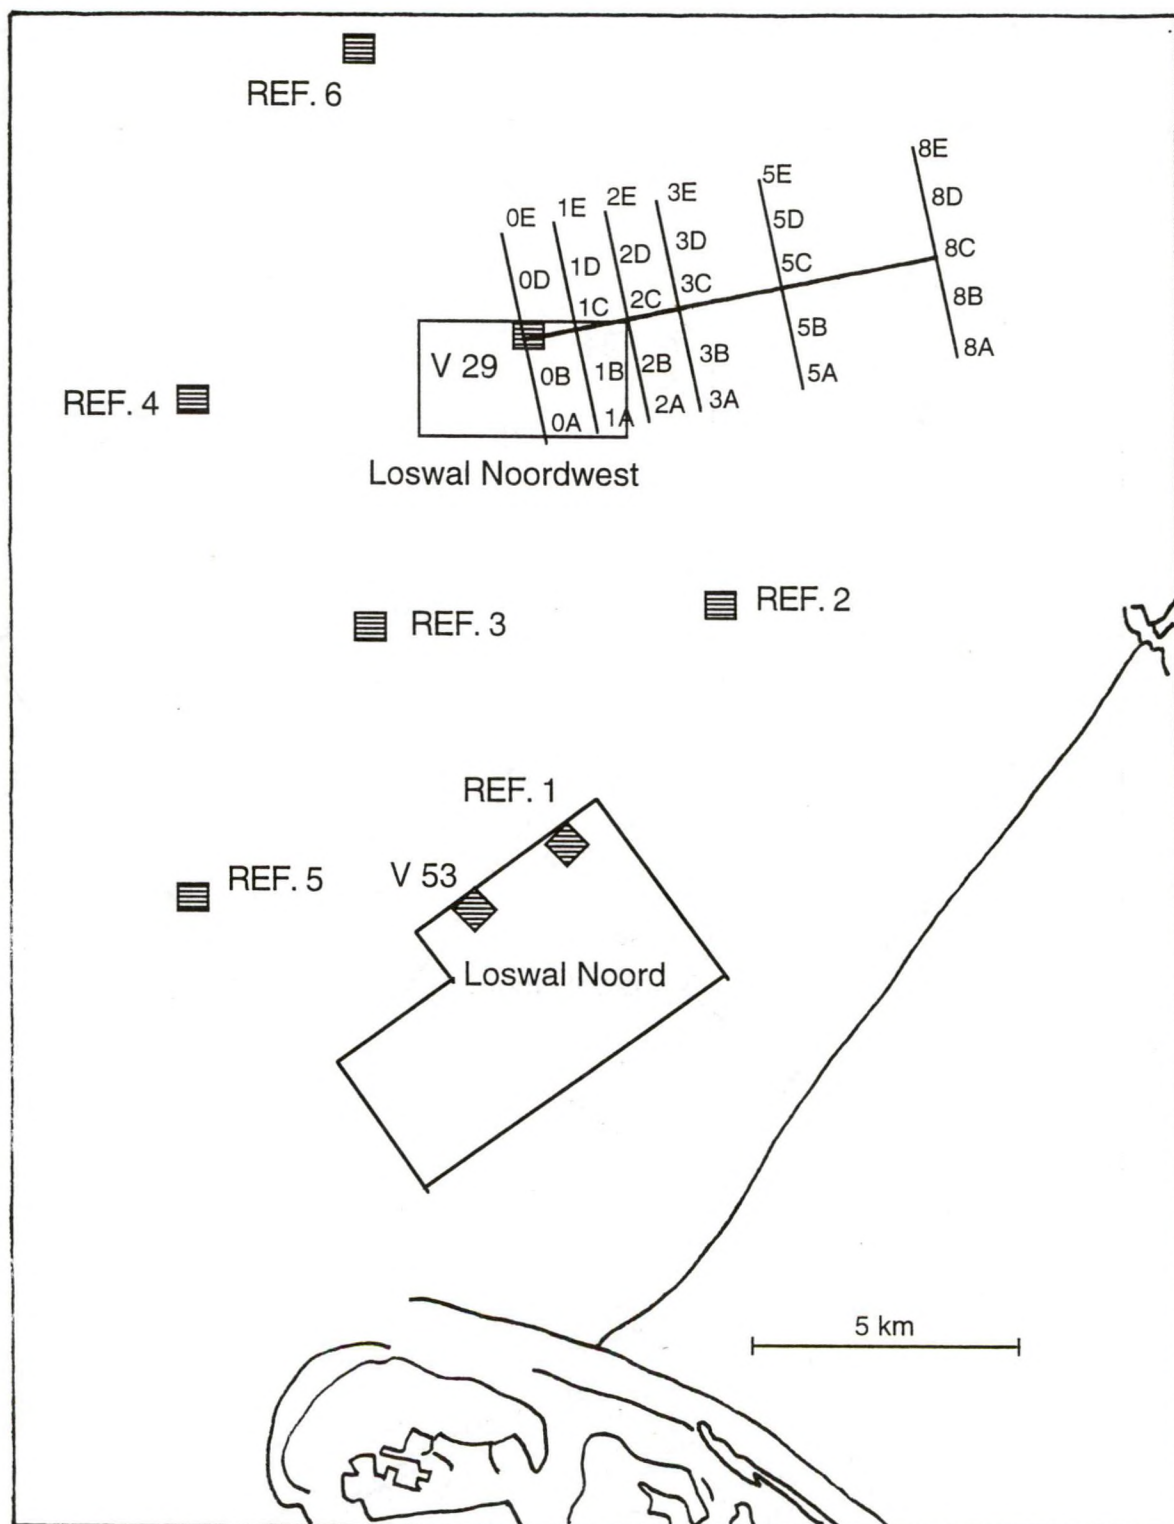 REF. 6
8E
5E
8D
3E
2E
1E
0E
5D
3D
2D
1D
0D
8C
5C
3C
2C
1C
8B
5B
8A
3B
2B
1B
0B
V 29
5A
3A
2A
1A
0A
REF. 4
Loswal Noordwest
REF. 2
REF. 3
REF. 1
V 53
REF. 5
Loswal Noord
5 km